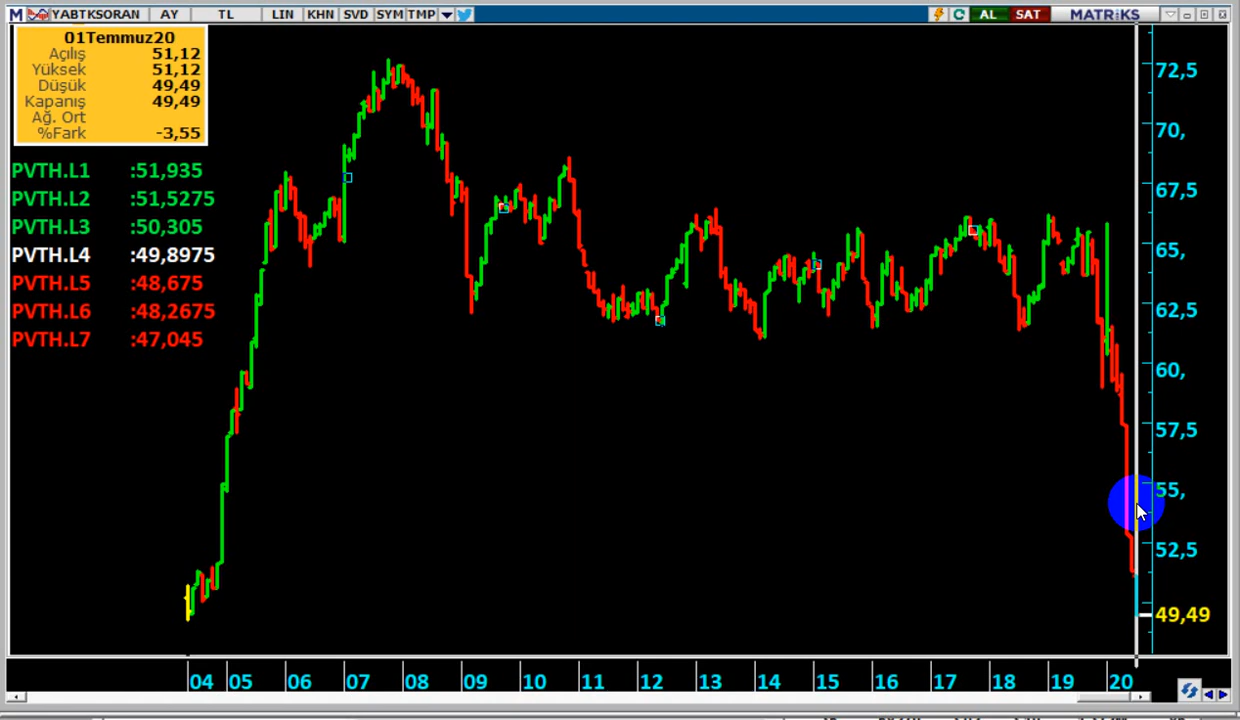 M YABTKSORAN AY TL LIN KHN SVD SYM TMP AL SAT MATRiKS
01Temmuz20
Açılış 51,12
Yüksek 51,12
Düşük 49,49
Kapanış 49,49
Ağ. Ort
%Fark -3,55
PVTH.L1 :51,935
PVTH.L2 :51,5275
PVTH.L3 :50,305
PVTH.L4 :49,8975
PVTH.L5 :48,675
PVTH.L6 :48,2675
PVTH.L7 :47,045
72,5
70,
67,5
65,
62,5
60,
57,5
55,
52,5
49,49
04 05 06 07 08 09 10 11 12 13 14 15 16 17 18 19 20